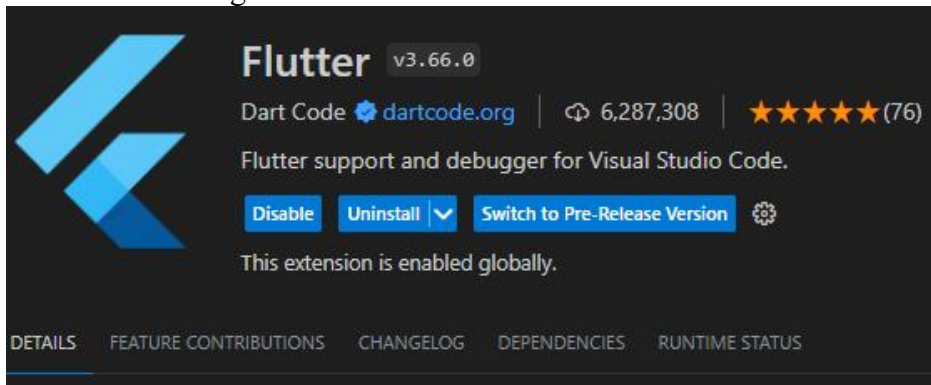 Flutter v3.66.0
Dart Code dartcode.org 6,287,308 (76)
Flutter support and debugger for Visual Studio Code.
Disable Uninstall Switch to Pre-Release Version
This extension is enabled globally.
DETAILS FEATURE CONTRIBUTIONS CHANGELOG DEPENDENCIES RUNTIME STATUS